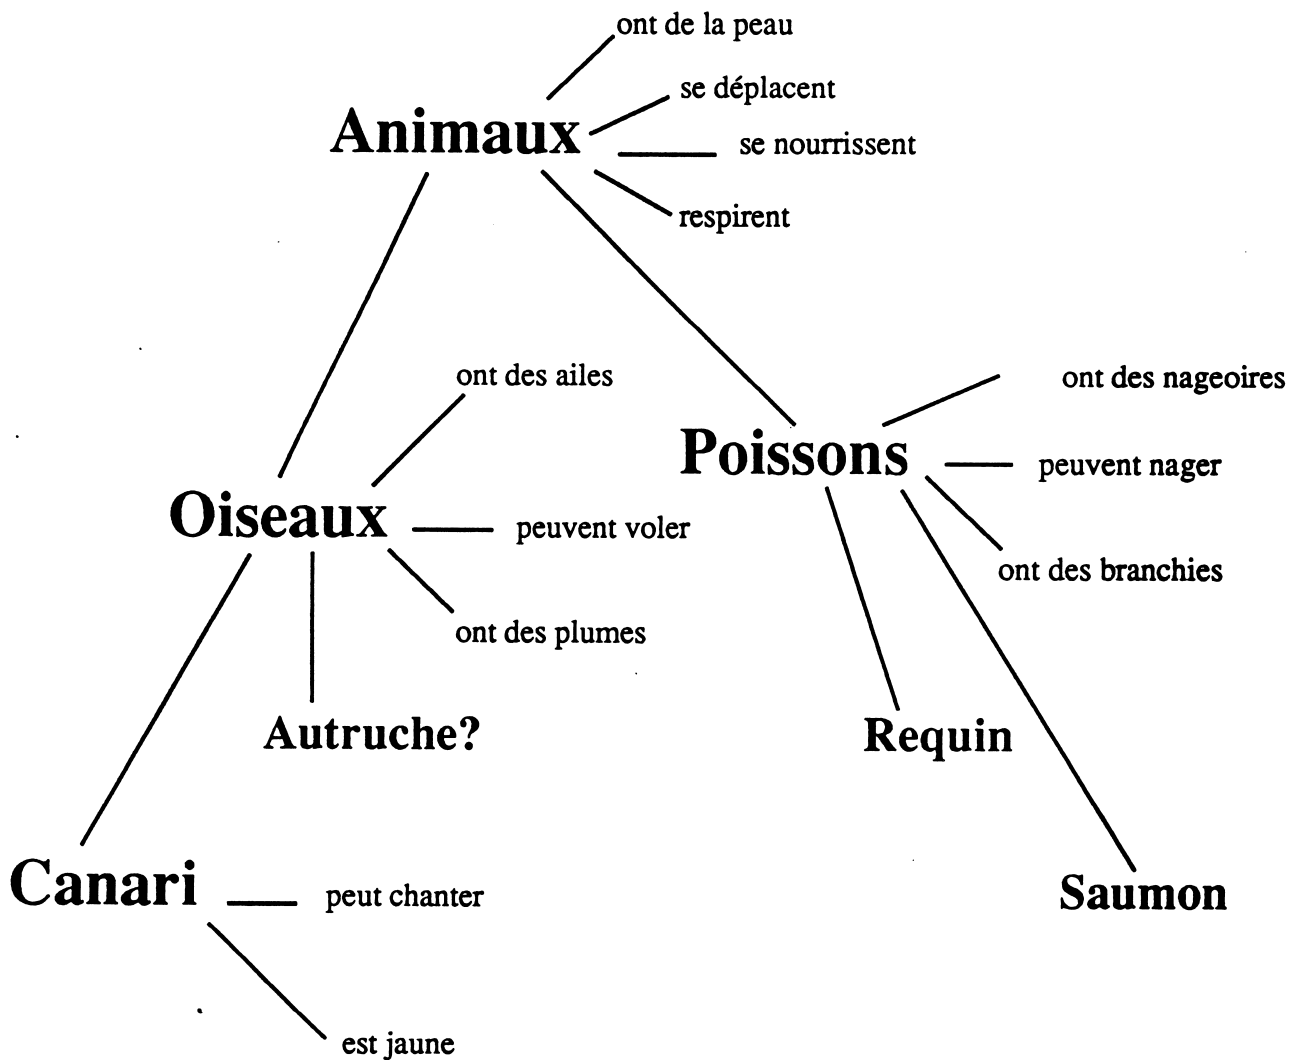 ont de la peau
se déplacent
Animaux
se nourrissent
respirent
ont des ailes
ont des nageoires
Poissons
peuvent nager
Oiseaux
peuvent voler
ont des branchies
ont des plumes
Autruche?
Requin
Canari
peut chanter
Saumon
est jaune